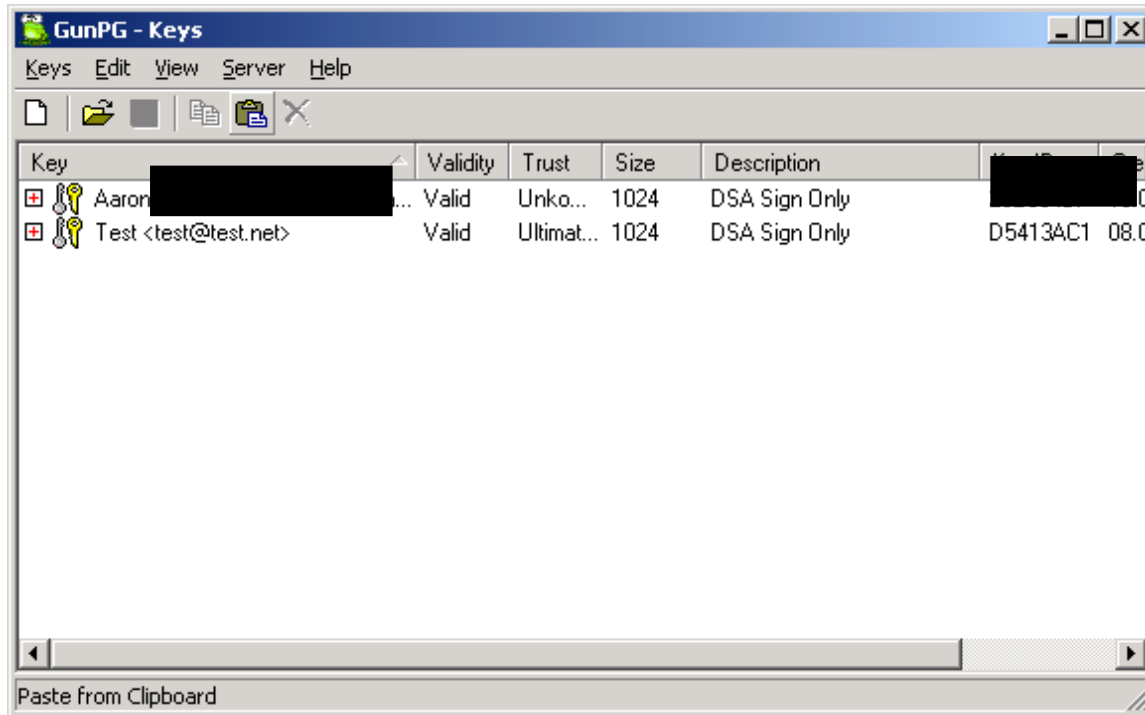 GunPG - Keys
Keys Edit View Server Help
Key Validity Trust Size Description
Aaron ... Valid Unko... 1024 DSA Sign Only
Test <test@test.net> Valid Ultimat... 1024 DSA Sign Only D5413AC1 08.0
Paste from Clipboard